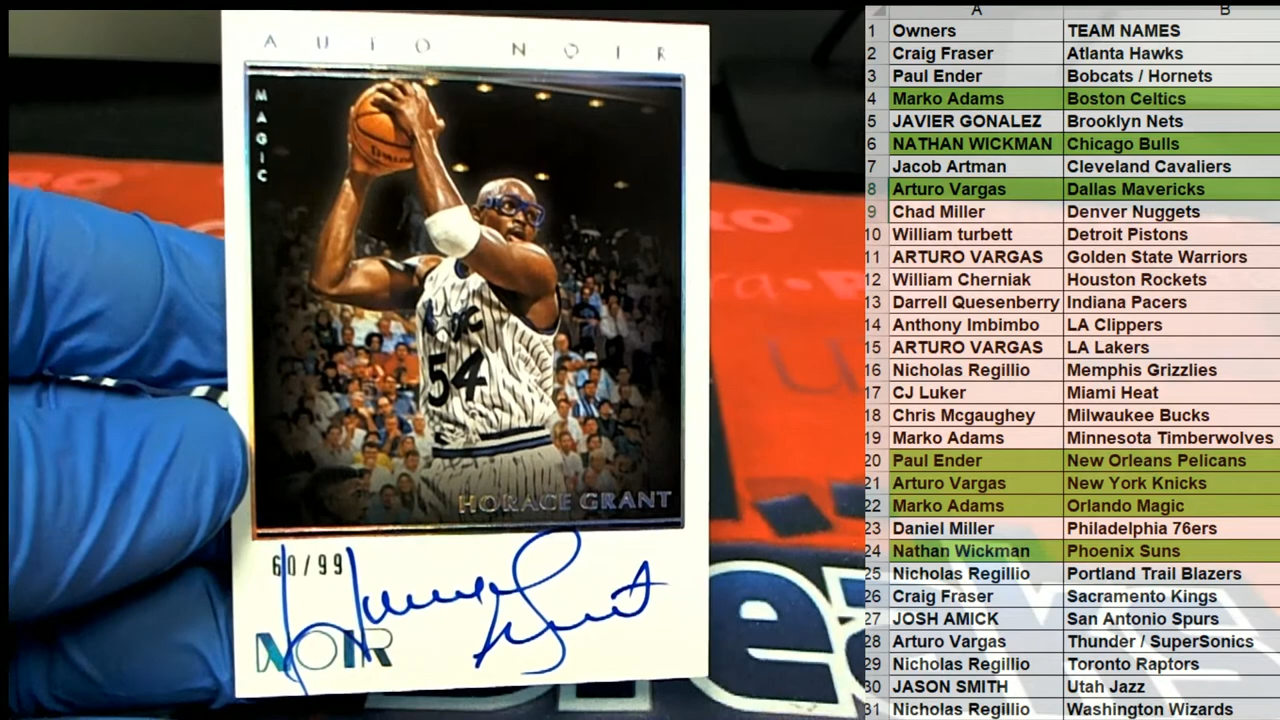 AUTO NOIR
MAGIC
54
HORACE GRANT
60/99
Horace Grant
NOIR
A B
1 Owners TEAM NAMES
2 Craig Fraser Atlanta Hawks
3 Paul Ender Bobcats / Hornets
4 Marko Adams Boston Celtics
5 JAVIER GONALEZ Brooklyn Nets
6 NATHAN WICKMAN Chicago Bulls
7 Jacob Artman Cleveland Cavaliers
8 Arturo Vargas Dallas Mavericks
9 Chad Miller Denver Nuggets
10 William turbett Detroit Pistons
11 ARTURO VARGAS Golden State Warriors
12 William Cherniak Houston Rockets
13 Darrell Quesenberry Indiana Pacers
14 Anthony Imbimbo LA Clippers
15 ARTURO VARGAS LA Lakers
16 Nicholas Regillio Memphis Grizzlies
17 CJ Luker Miami Heat
18 Chris Mcgaughey Milwaukee Bucks
19 Marko Adams Minnesota Timberwolves
20 Paul Ender New Orleans Pelicans
21 Arturo Vargas New York Knicks
22 Marko Adams Orlando Magic
23 Daniel Miller Philadelphia 76ers
24 Nathan Wickman Phoenix Suns
25 Nicholas Regillio Portland Trail Blazers
26 Craig Fraser Sacramento Kings
27 JOSH AMICK San Antonio Spurs
28 Arturo Vargas Thunder / SuperSonics
29 Nicholas Regillio Toronto Raptors
30 JASON SMITH Utah Jazz
31 Nicholas Regillio Washington Wizards